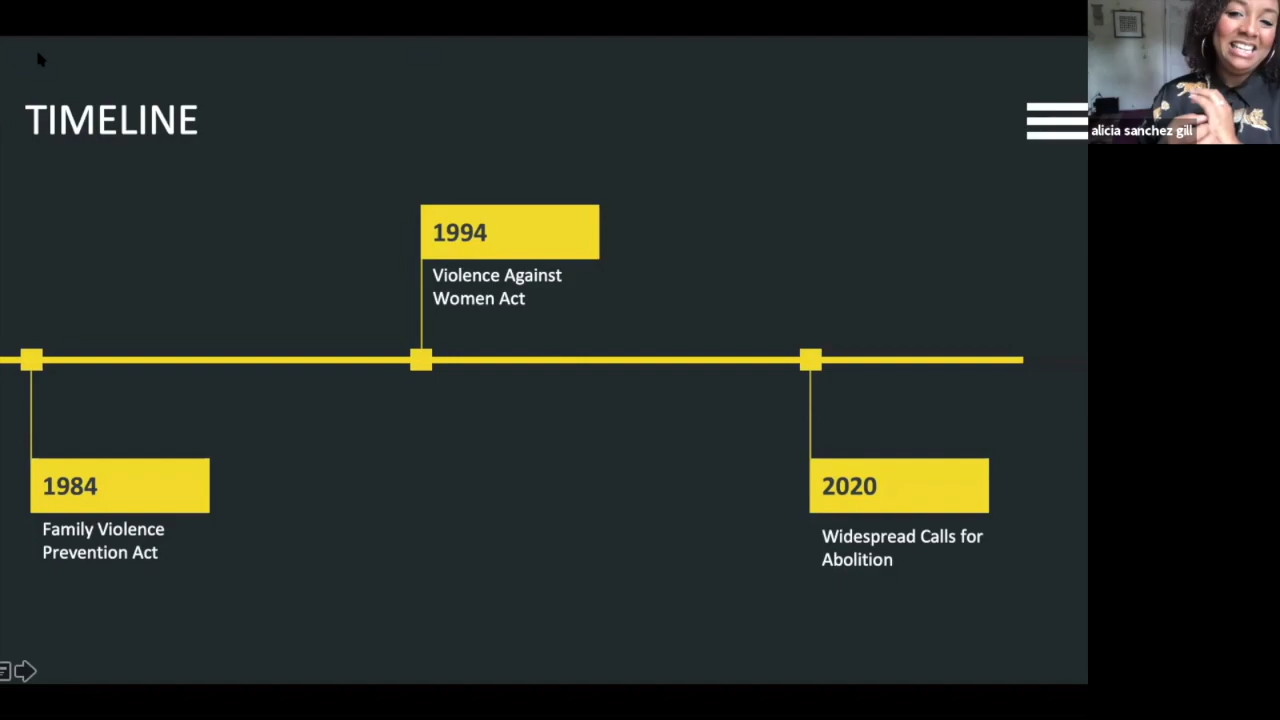 TIMELINE
alicia sanchez gill
1994
Violence Against
Women Act
1984
Family Violence
Prevention Act
2020
Widespread Calls for
Abolition